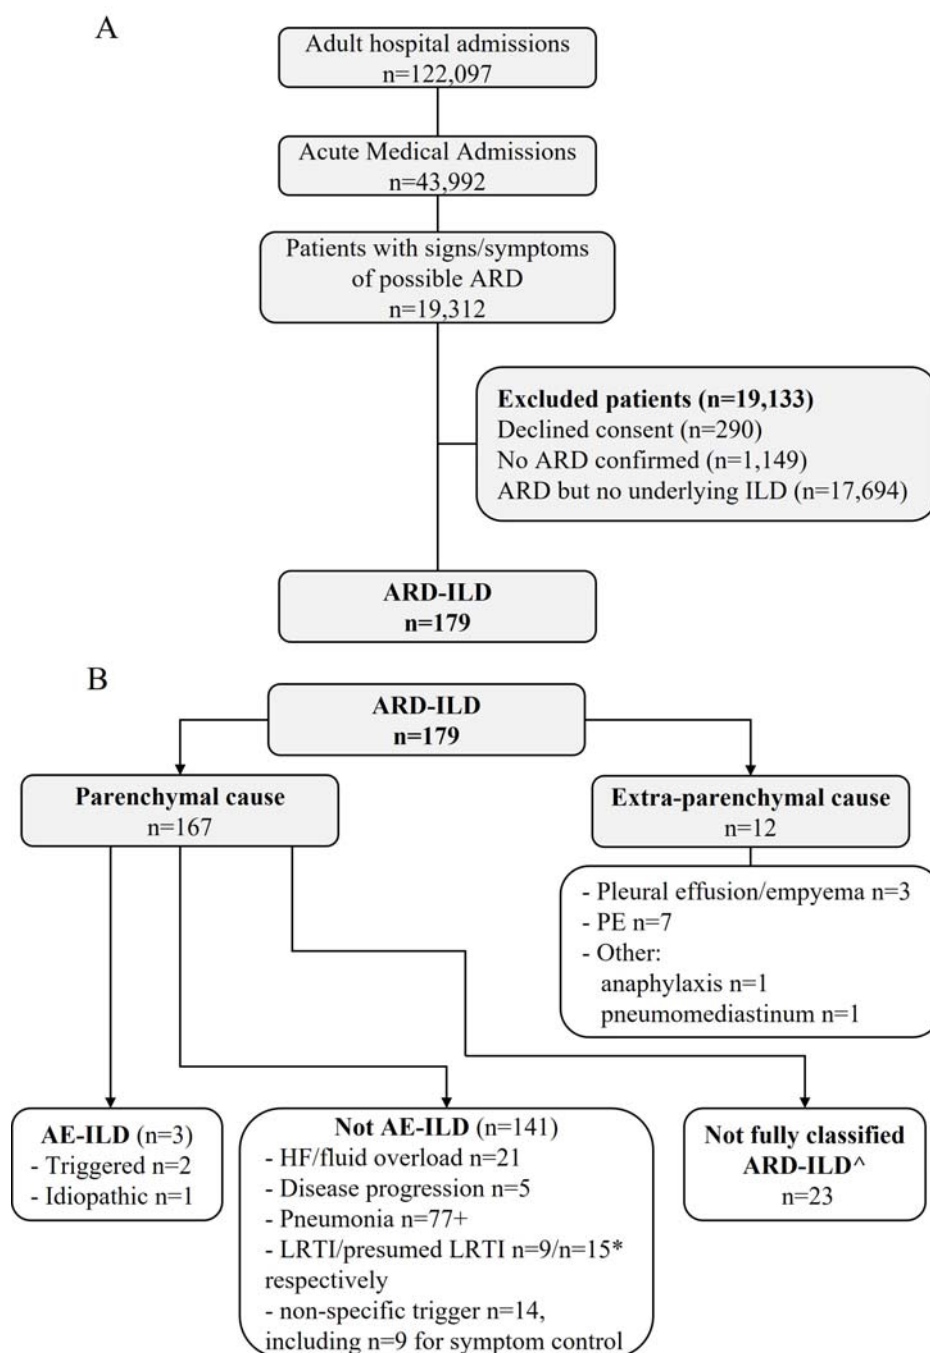 A
Adult hospital admissions
n=122,097
Acute Medical Admissions
n=43,992
Patients with signs/symptoms
of possible ARD
n=19,312
Excluded patients (n=19,133)
Declined consent (n=290)
No ARD confirmed (n=1,149)
ARD but no underlying ILD (n=17,694)
ARD-ILD
n=179
B
ARD-ILD
n=179
Parenchymal cause
n=167
Extra-parenchymal cause
n=12
- Pleural effusion/empyema n=3
- PE n=7
- Other:
anaphylaxis n=1
pneumomediastinum n=1
AE-ILD (n=3)
- Triggered n=2
- Idiopathic n=1
Not AE-ILD (n=141)
- HF/fluid overload n=21
- Disease progression n=5
- Pneumonia n=77+
- LRTI/presumed LRTI n=9/n=15*
respectively
- non-specific trigger n=14,
including n=9 for symptom control
Not fully classified
ARD-ILD^
n=23